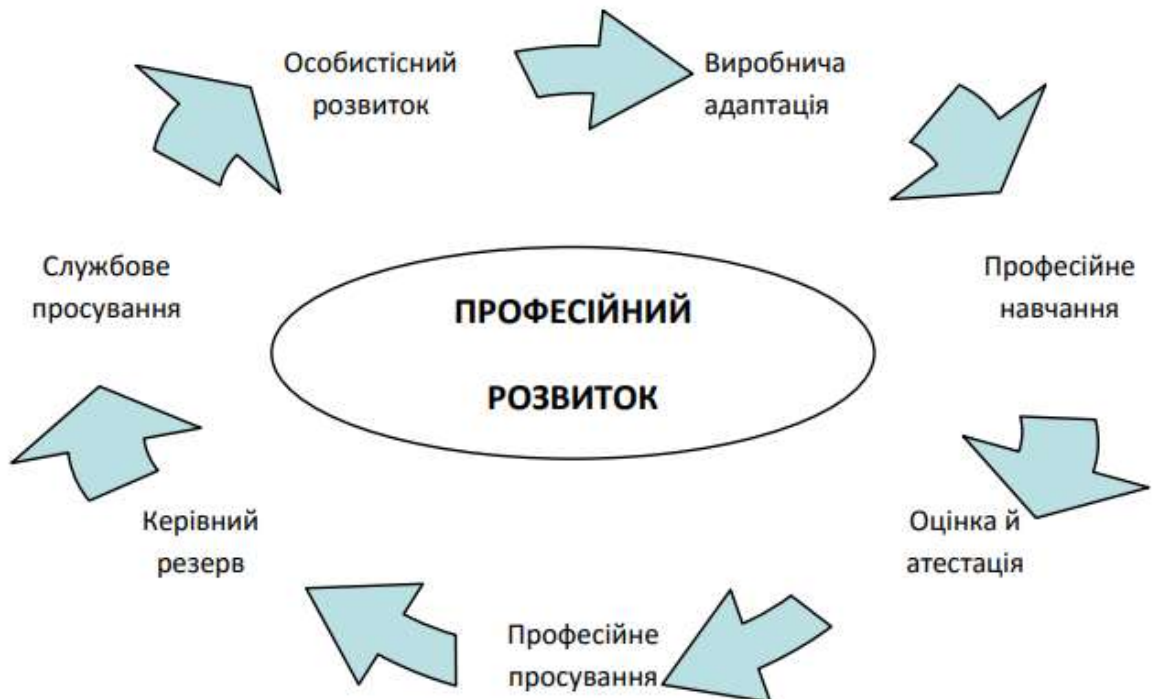 Особистісний
розвиток
Виробнича
адаптація
Службове
просування
ПРОФЕСІЙНИЙ
РОЗВИТОК
Професійне
навчання
Керівний
резерв
Оцінка й
атестація
Професійне
просування